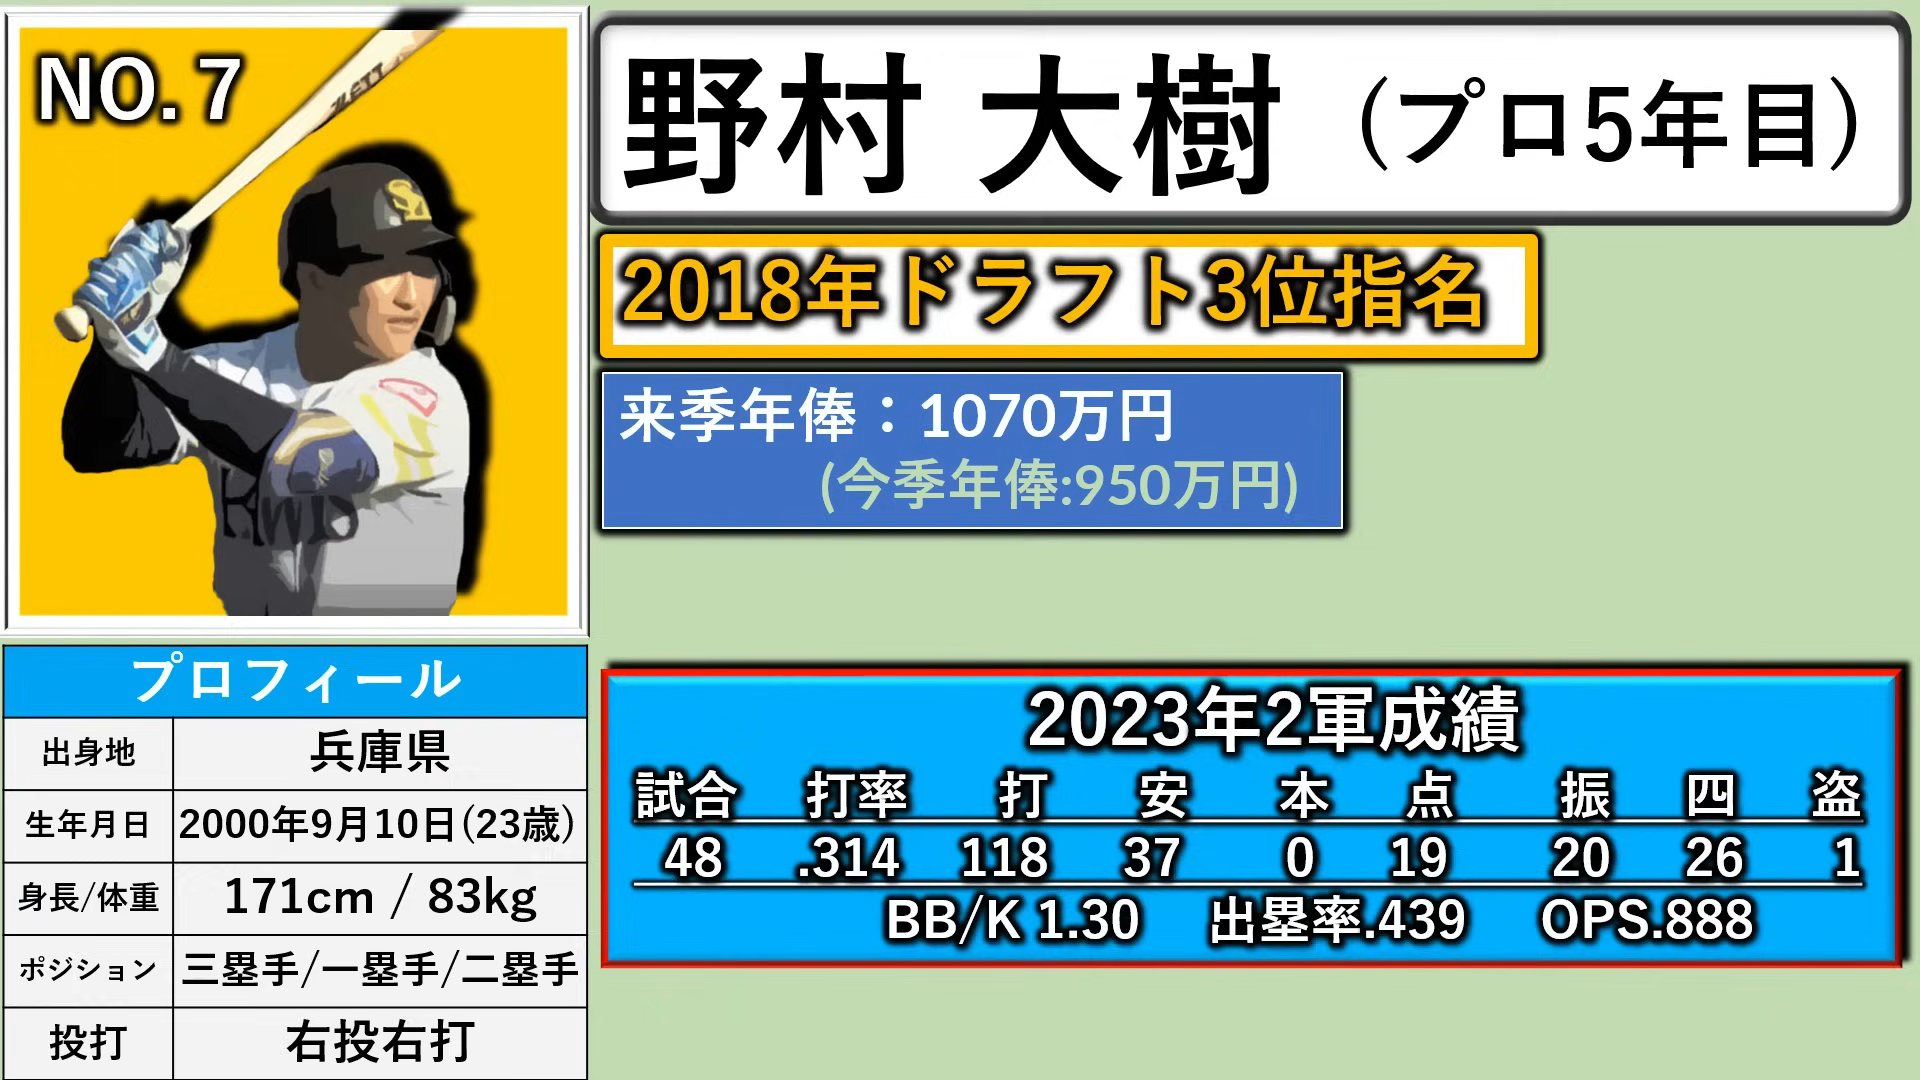 NO. 7
野村 大樹 (プロ5年目)
2018年ドラフト3位指名
来季年俸：1070万円
(今季年俸:950万円)
プロフィール
出身地 兵庫県
生年月日 2000年9月10日(23歳)
身長/体重 171cm / 83kg
ポジション 三塁手/一塁手/二塁手
投打 右投右打
2023年2軍成績
試合 打率 打 安 本 点 振 四 盗
48 .314 118 37 0 19 20 26 1
BB/K 1.30 出塁率.439 OPS.888